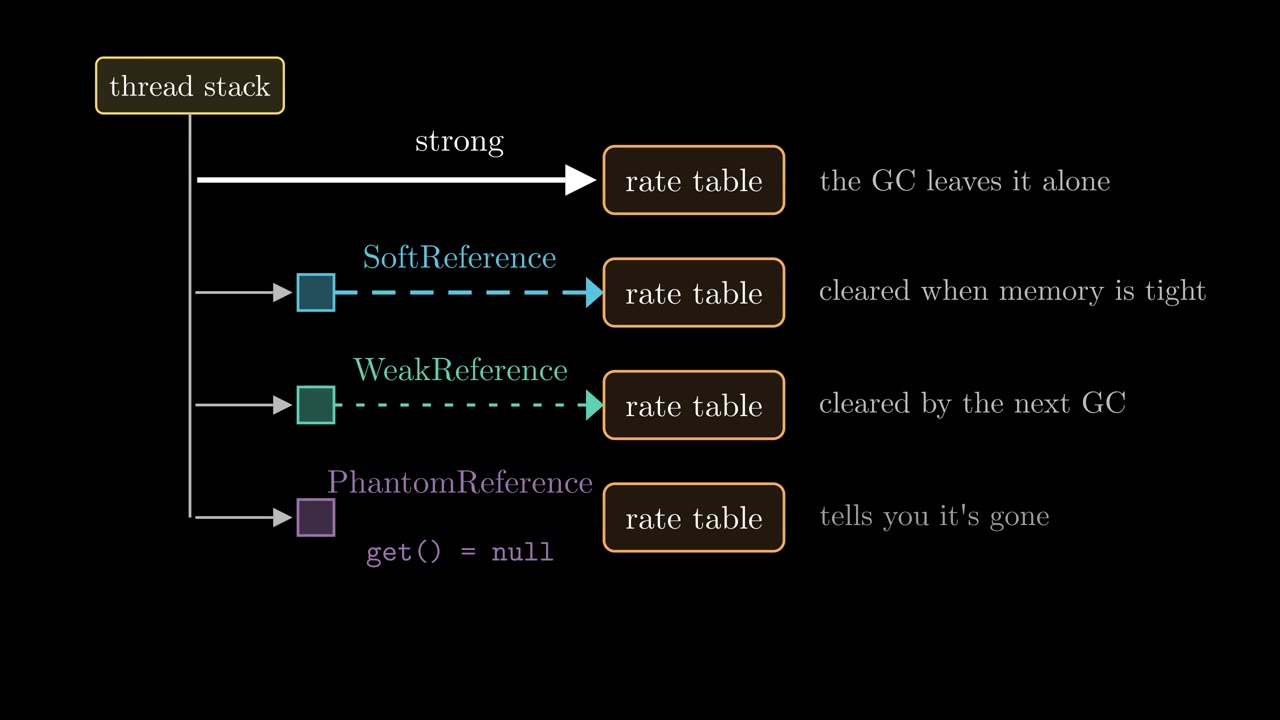 thread stack
strong
rate table
the GC leaves it alone
SoftReference
rate table
cleared when memory is tight
WeakReference
rate table
cleared by the next GC
PhantomReference
rate table
tells you it's gone
get() = null